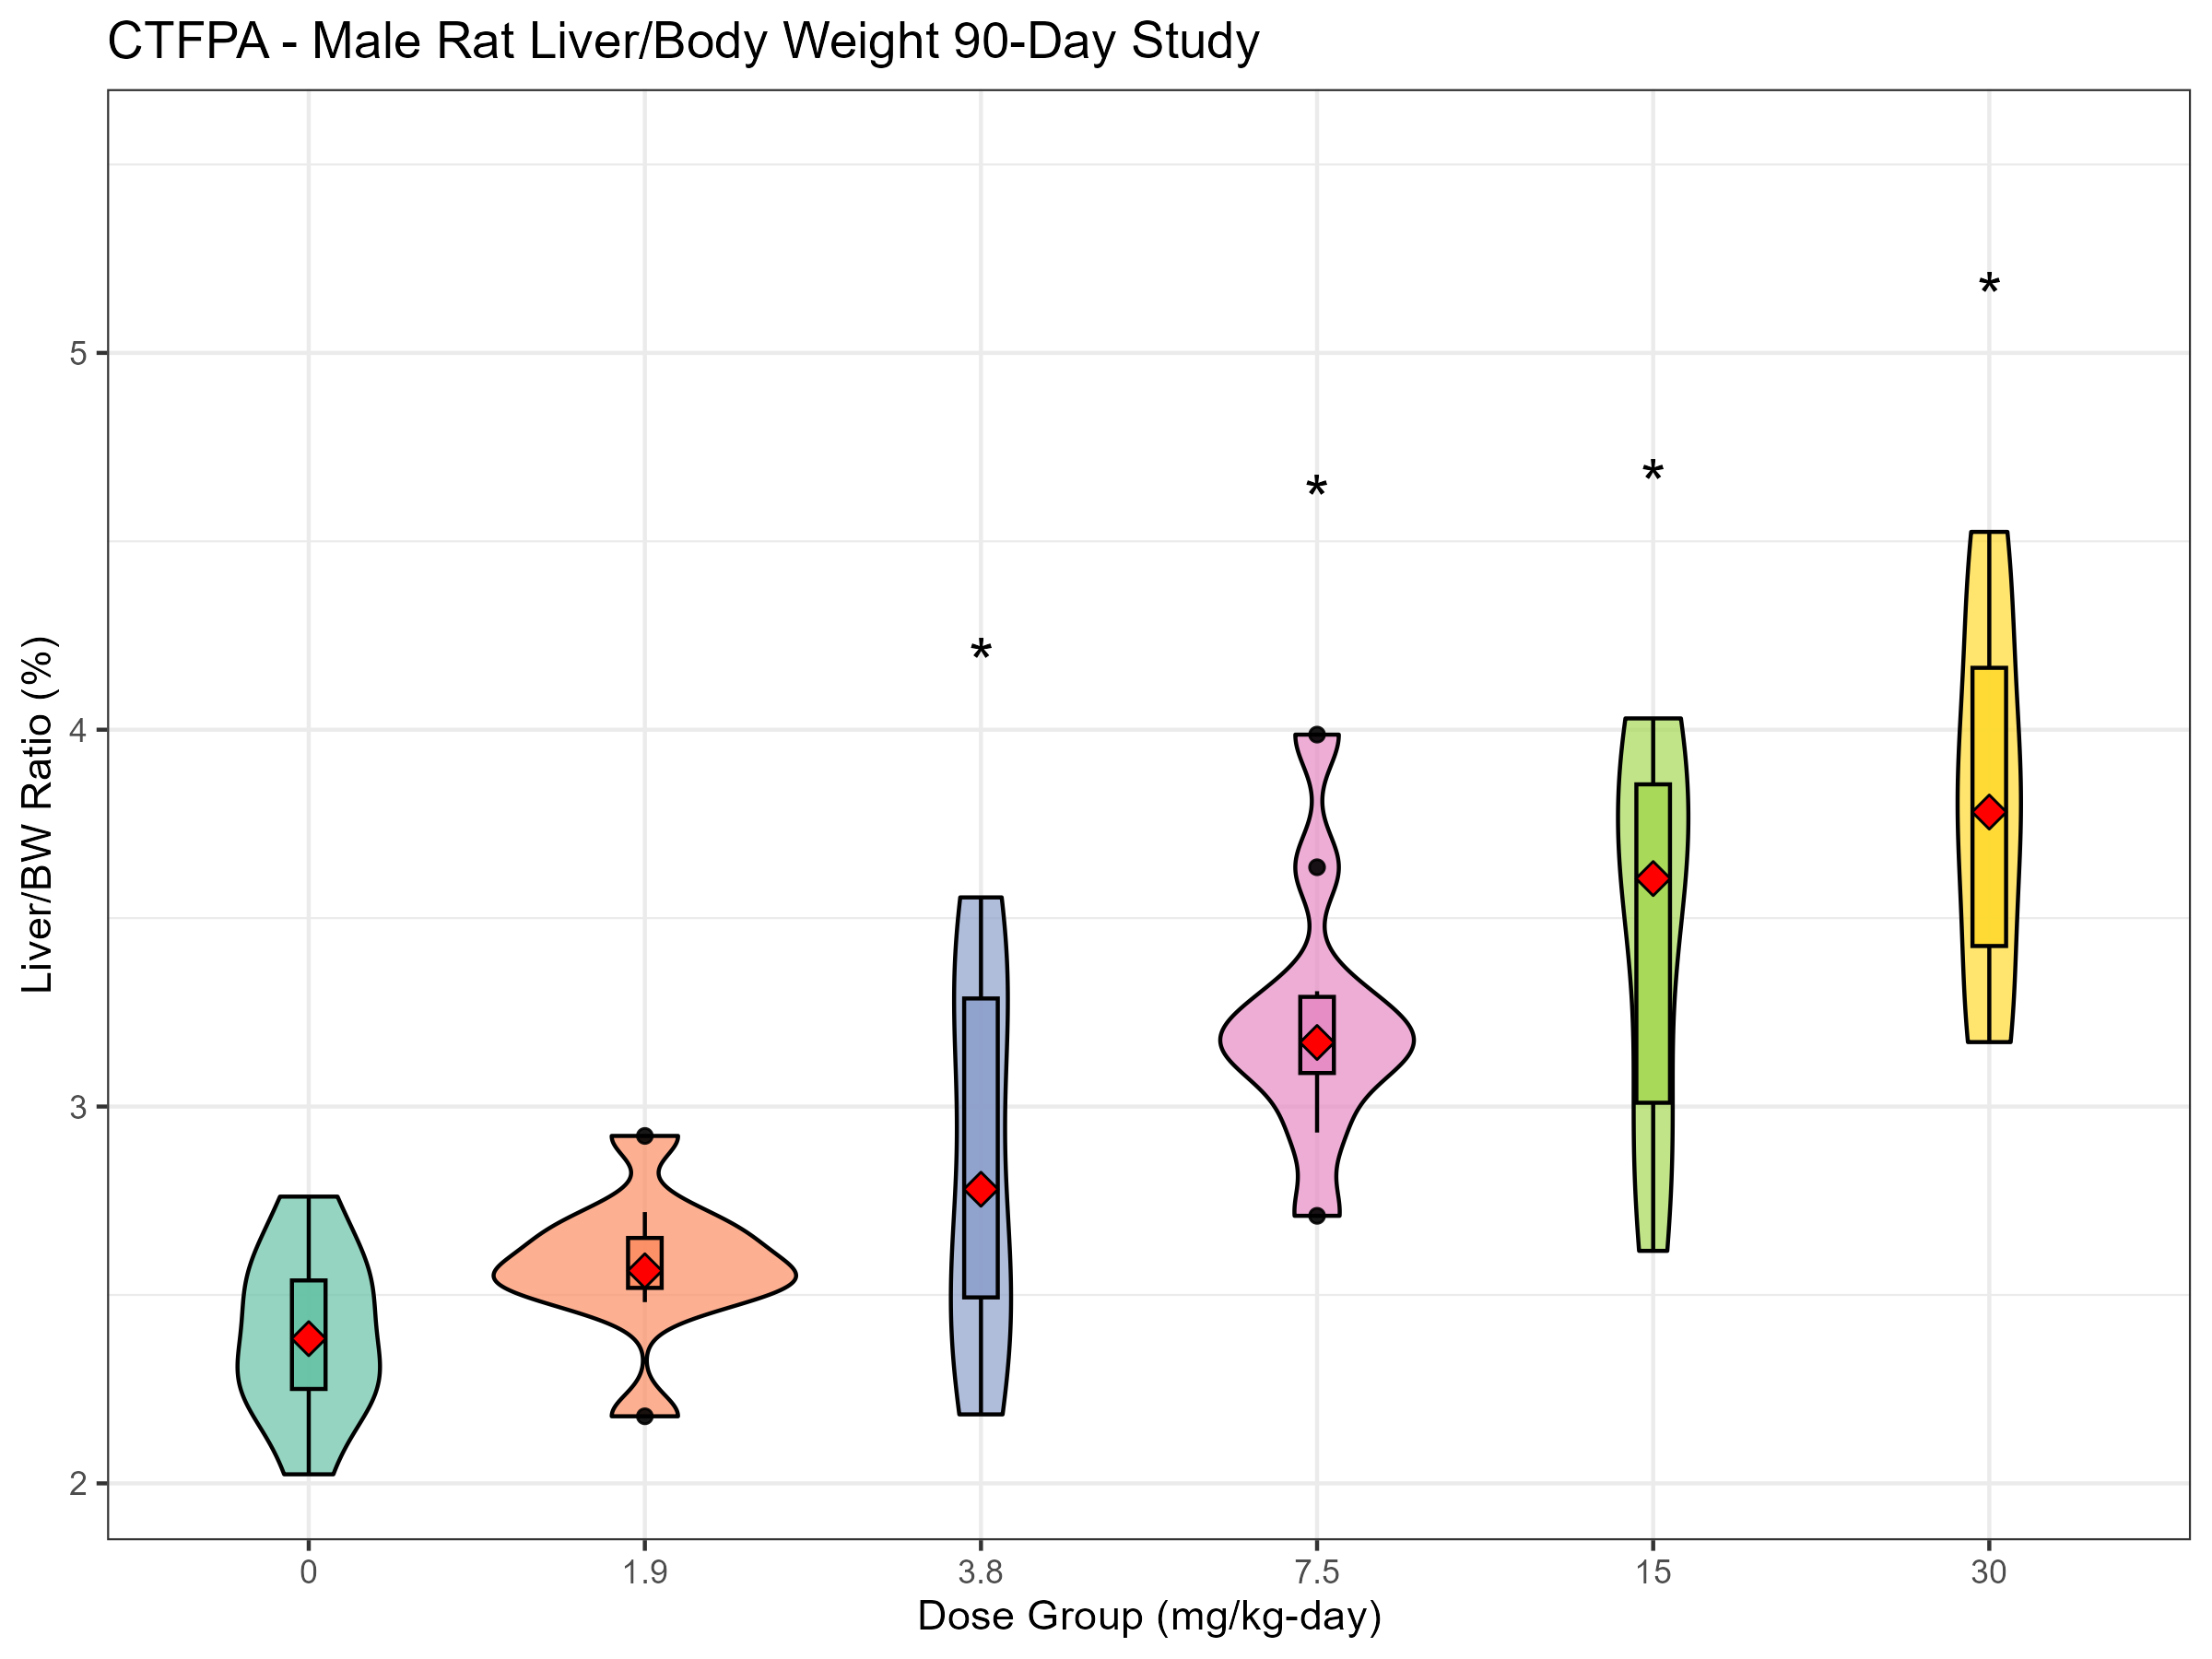 CTFPA - Male Rat Liver/Body Weight 90-Day Study
Liver/BW Ratio (%)
5
4
3
2
*
*
*
*
0 1.9 3.8 7.5 15 30
Dose Group (mg/kg-day)